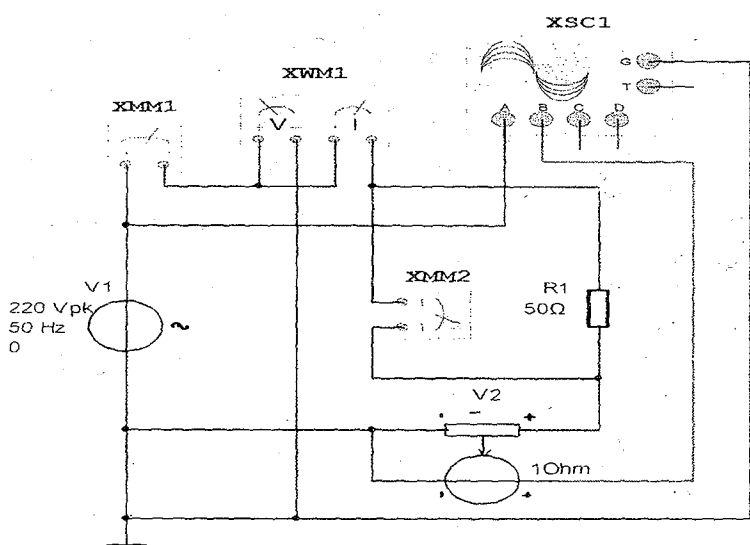 XSC1
XWM1
G
XMM1
T
A B C D
V I
XMM2
V1
R1
220 Vpk
50Ω
50 Hz
0
~
V2
- +
1Ohm
- +